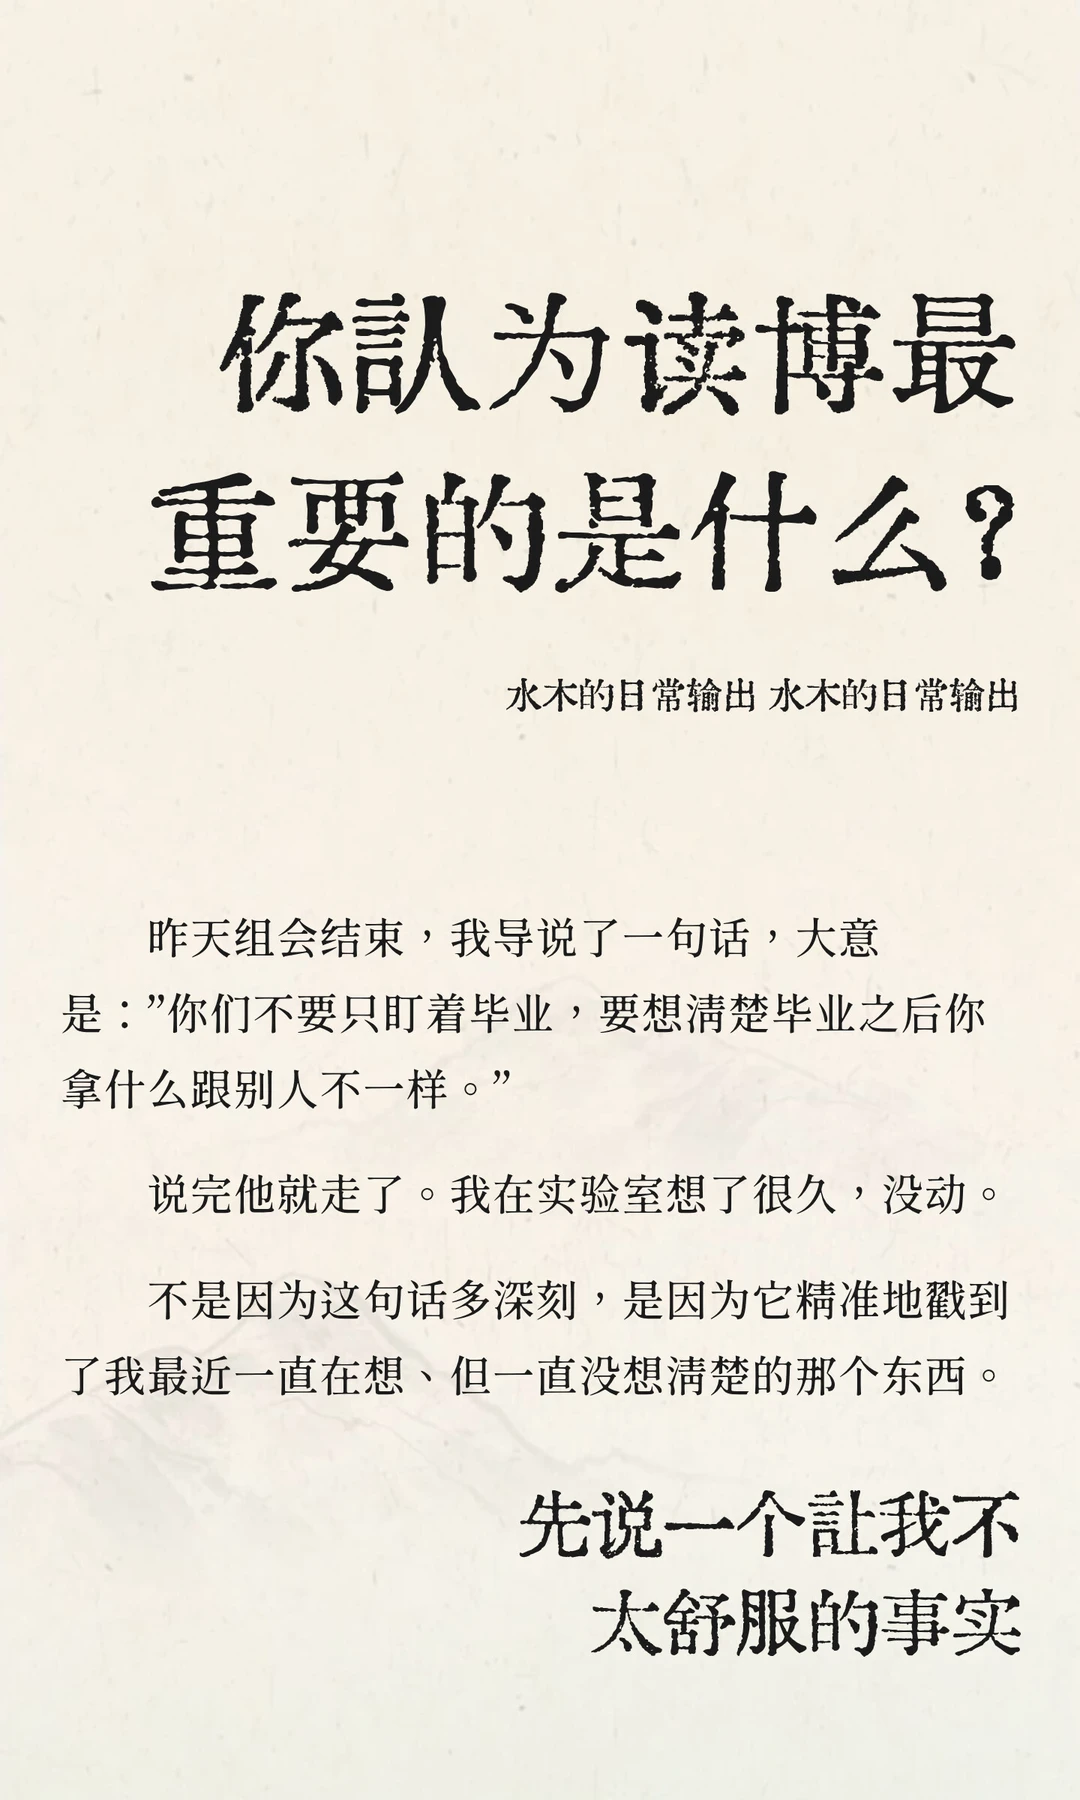 你訃为读博最
重要的是什么?
水木的日常输出 水木的日常输出
昨天组会结束，我导说了一句话，大意
是：”你们不要只盯着毕业，要想淸楚毕业之后你
拿什么跟别人不一样。”
说完他就走了。我在实验室想了很久，没动。
不是因为这句话多深刻，是因为它精准地戳到
了我最近一直在想、但一直没想淸楚的那个东西。
先说一个訨我不
太舒服的事实